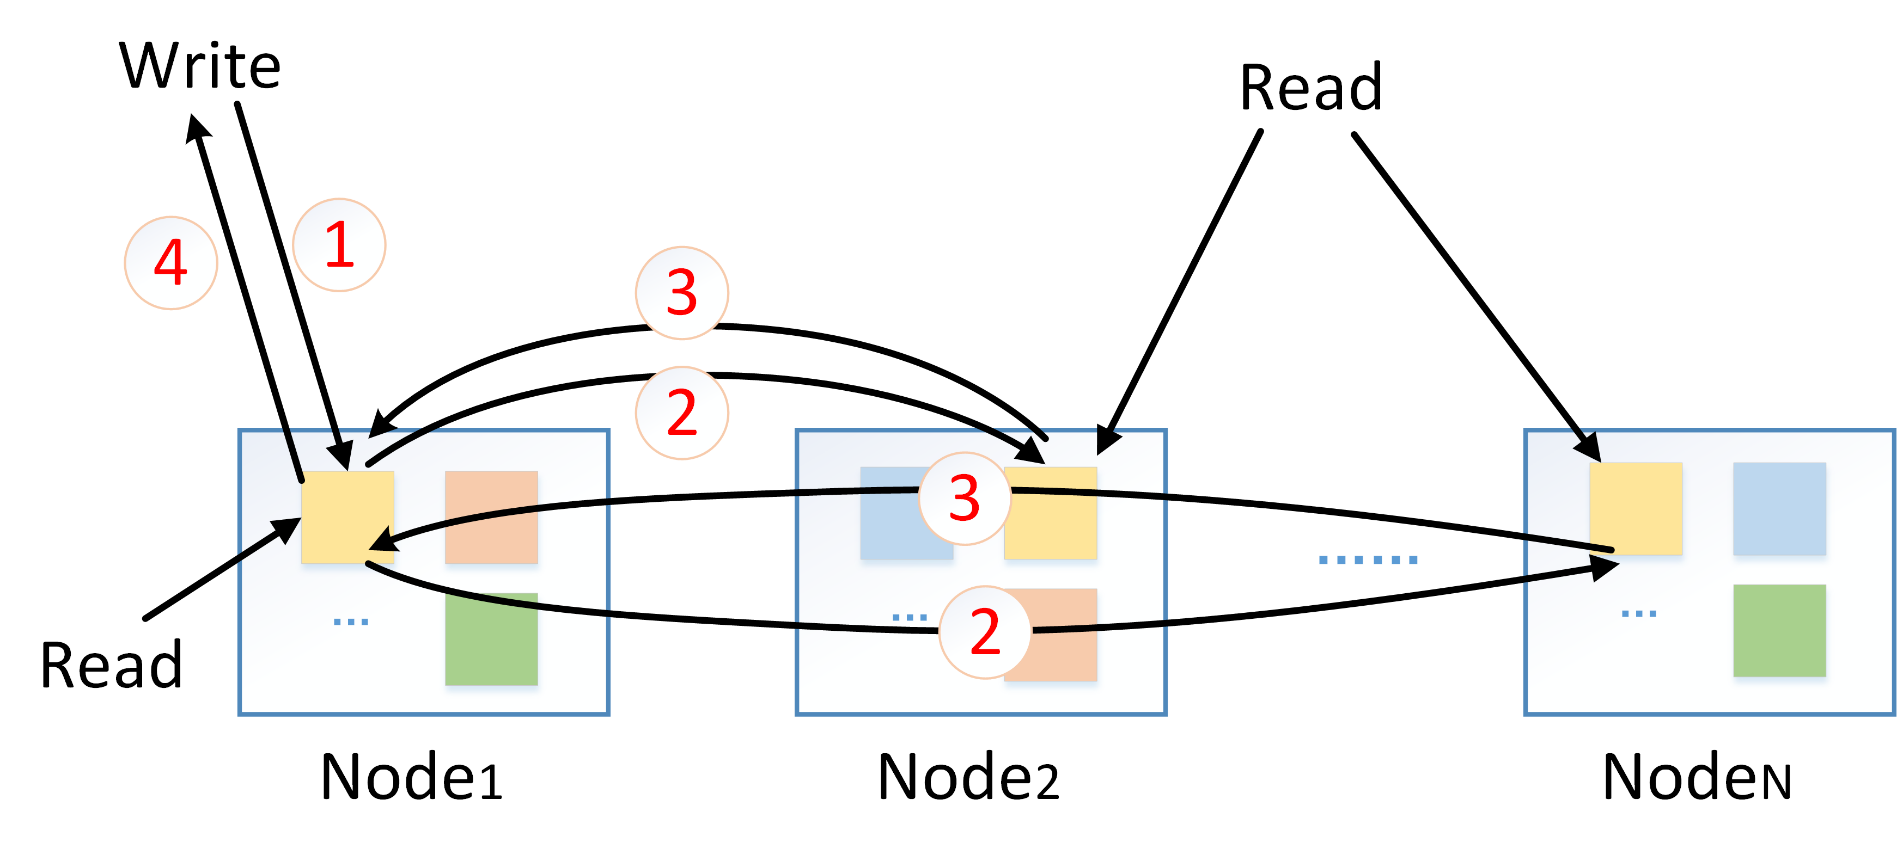 Write
Read
4
1
3
2
3
2
......
...
...
...
Read
Node1
Node2
NodeN